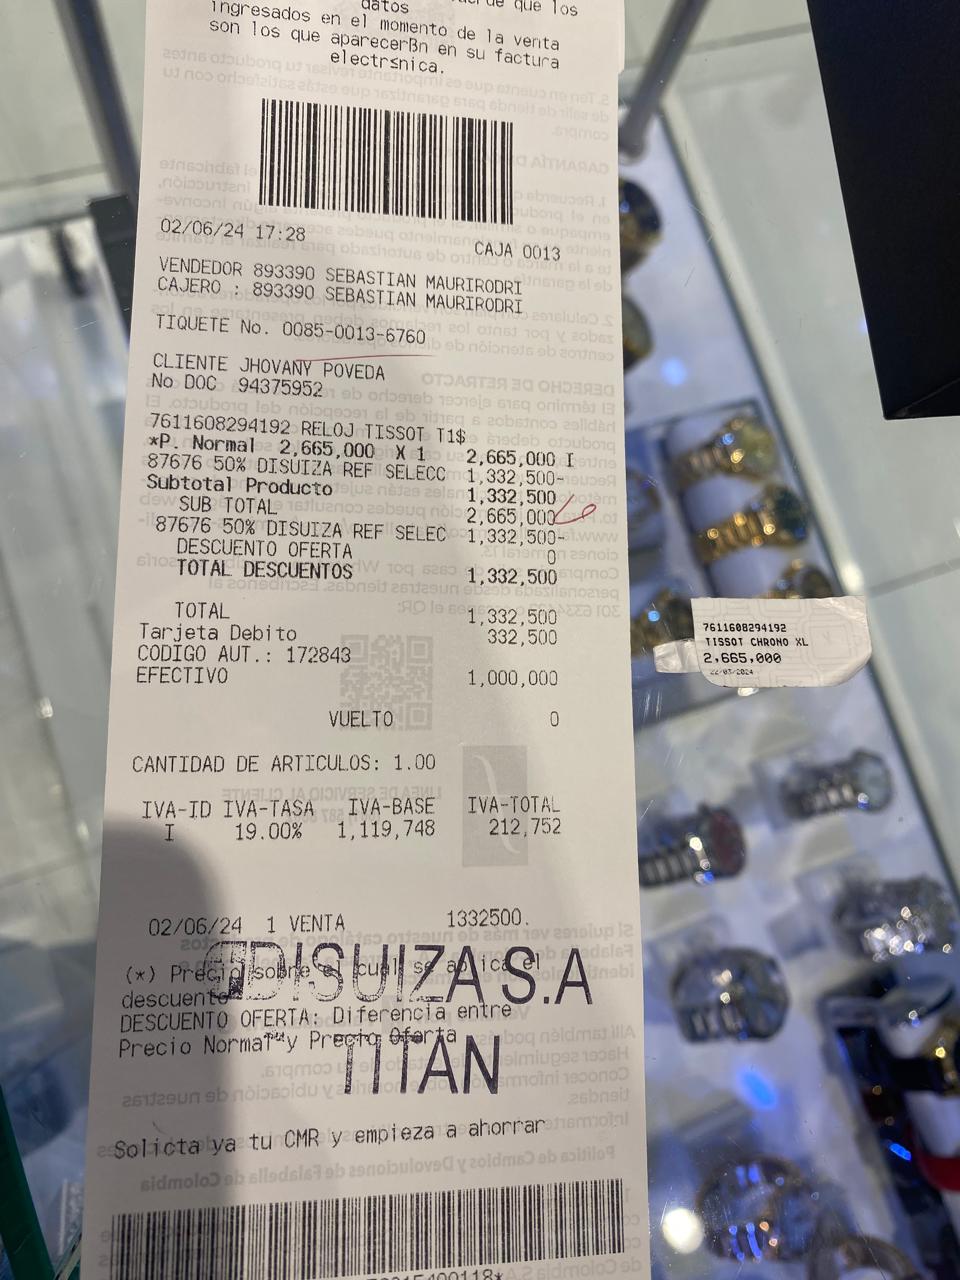 datos
ingresados en el momento de la venta
son los que aparecerßn en su factura
electr≤nica.
02/06/24 17:28
CAJA 0013
VENDEDOR 893390 SEBASTIAN MAURIRODRI
CAJERO : 893390 SEBASTIAN MAURIRODRI
TIQUETE No. 0085-0013-6760
CLIENTE JHOVANY POVEDA
No DOC 94375952
7611608294192 RELOJ TISSOT T1$
*P. Normal 2,665,000 X 1 2,665,000 I
87676 50% DISUIZA REF SELECC 1,332,500-
Subtotal Producto 1,332,500
SUB TOTAL 2,665,000
87676 50% DISUIZA REF SELEC 1,332,500-
DESCUENTO OFERTA 0
TOTAL DESCUENTOS 1,332,500
TOTAL 1,332,500
Tarjeta Debito 332,500
CODIGO AUT.: 172843
EFECTIVO 1,000,000
VUELTO 0
CANTIDAD DE ARTICULOS: 1.00
IVA-ID IVA-TASA IVA-BASE IVA-TOTAL
I 19.00% 1,119,748 212,752
02/06/24 1 VENTA 1332500.
DISUIZA S.A
(*) Precio sobre el cual se aplica el
descuento
DESCUENTO OFERTA: Diferencia entre
Precio Normal y Precio Oferta
TITAN
Solicta ya tu CMR y empieza a ahorrar
7611608294192
TISSOT CHRONO XL
2,665,000
22/03/2024